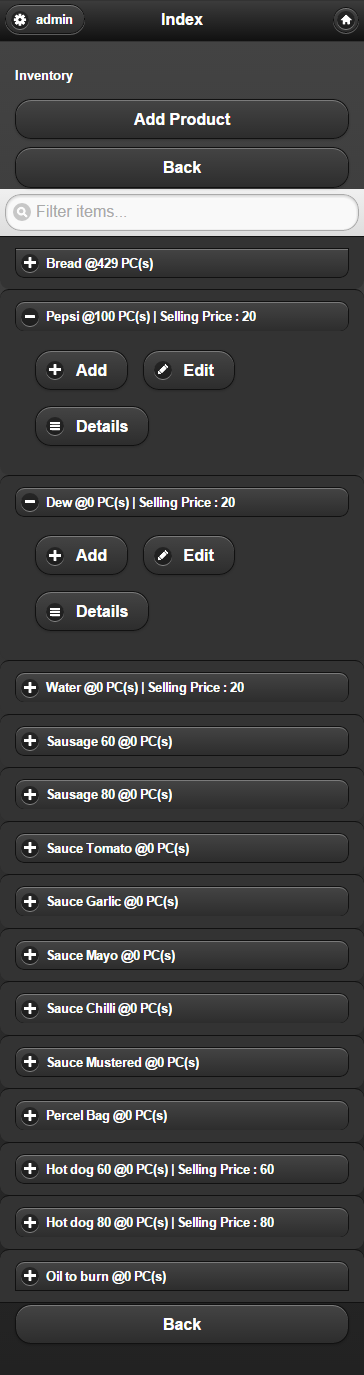 admin
Index
Inventory
Add Product
Back
Filter items...
Bread @429 PC(s)
Pepsi @100 PC(s) | Selling Price : 20
Add
Edit
Details
Dew @0 PC(s) | Selling Price : 20
Add
Edit
Details
Water @0 PC(s) | Selling Price : 20
Sausage 60 @0 PC(s)
Sausage 80 @0 PC(s)
Sauce Tomato @0 PC(s)
Sauce Garlic @0 PC(s)
Sauce Mayo @0 PC(s)
Sauce Chilli @0 PC(s)
Sauce Mustered @0 PC(s)
Percel Bag @0 PC(s)
Hot dog 60 @0 PC(s) | Selling Price : 60
Hot dog 80 @0 PC(s) | Selling Price : 80
Oil to burn @0 PC(s)
Back